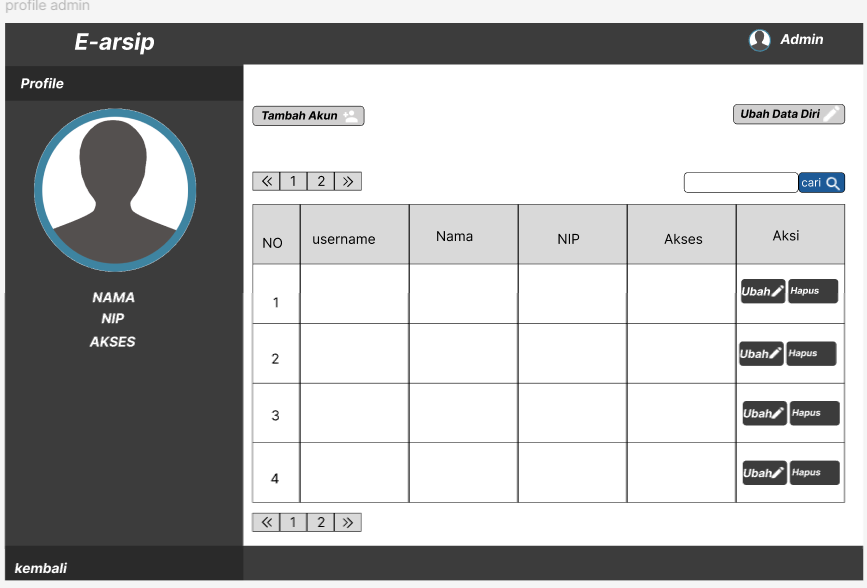 profile admin
E-arsip
Admin
Profile
Tambah Akun
Ubah Data Diri
« 1 2 »
cari
NO username Nama NIP Akses Aksi
NAMA
NIP
AKSES
1 Ubah Hapus
2 Ubah Hapus
3 Ubah Hapus
4 Ubah Hapus
« 1 2 »
kembali